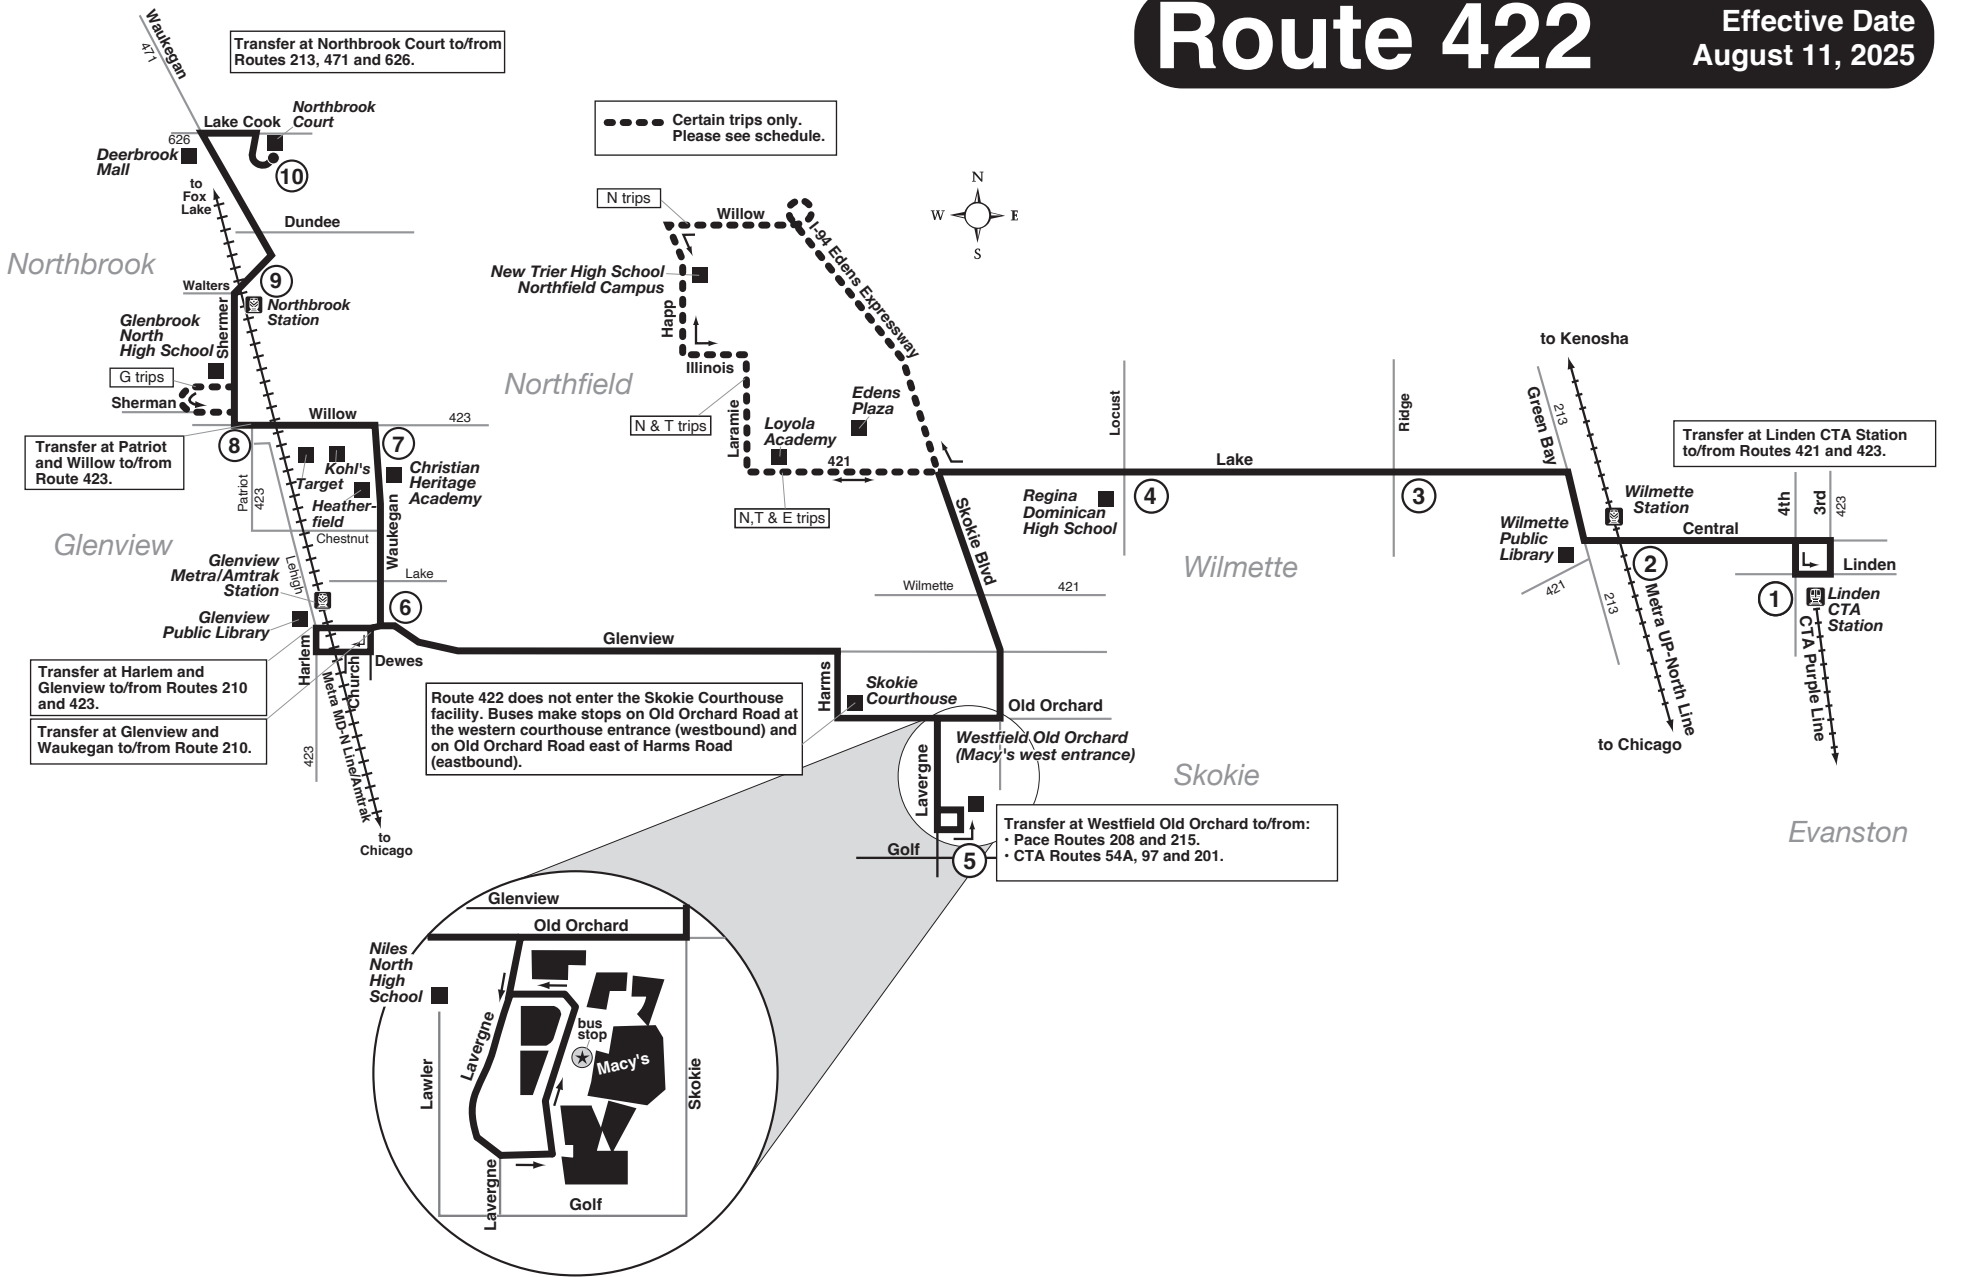 Route 422
Effective Date
August 11, 2025
Waukegan
471
Transfer at Northbrook Court to/from
Routes 213, 471 and 626.
Lake Cook
Northbrook
Court
626
Deerbrook
Mall
10
to
Fox
Lake
Dundee
Northbrook
9
Walters
Northbrook
Station
Shermer
Glenbrook
North
High School
G trips
Sherman
Willow
423
8
7
Transfer at Patriot
and Willow to/from
Route 423.
Patriot
423
Kohl's
Target
Heather-
field
Christian
Heritage
Academy
Chestnut
Waukegan
Glenview
Lehigh
Glenview
Metra/Amtrak
Station
Lake
Glenview
Public Library
6
Harlem
Church
Dewes
Glenview
Transfer at Harlem and
Glenview to/from Routes 210
and 423.
Transfer at Glenview and
Waukegan to/from Route 210.
423
Metra MD-N Line/Amtrak
to
Chicago
Certain trips only.
Please see schedule.
N trips
Willow
I-94 Edens Expressway
New Trier High School
Northfield Campus
Happ
Illinois
Northfield
N & T trips
Laramie
Loyola
Academy
Edens
Plaza
421
N,T & E trips
N
W
E
S
Skokie Blvd
Lake
Regina
Dominican
High School
Locust
4
Ridge
3
Wilmette
421
Wilmette
Harms
Skokie
Courthouse
Old Orchard
Route 422 does not enter the Skokie Courthouse
facility. Buses make stops on Old Orchard Road at
the western courthouse entrance (westbound) and
on Old Orchard Road east of Harms Road
(eastbound).
Westfield Old Orchard
(Macy's west entrance)
Lavergne
Skokie
Golf
5
Transfer at Westfield Old Orchard to/from:
· Pace Routes 208 and 215.
· CTA Routes 54A, 97 and 201.
to Kenosha
Green Bay
213
Wilmette
Station
Wilmette
Public
Library
Central
2
421
213
Metra UP-North Line
to Chicago
Transfer at Linden CTA Station
to/from Routes 421 and 423.
4th
3rd
423
Linden
1
Linden
CTA
Station
CTA Purple Line
Evanston
Glenview
Old Orchard
Niles
North
High
School
Lavergne
bus
stop
Macy's
Lawler
Skokie
Lavergne
Golf